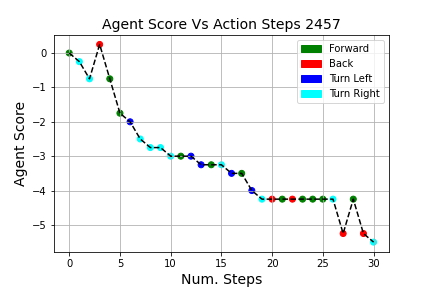 Agent Score Vs Action Steps 2457
Forward
Back
Turn Left
Turn Right
Agent Score
0
−1
−2
−3
−4
−5
0 5 10 15 20 25 30
Num. Steps